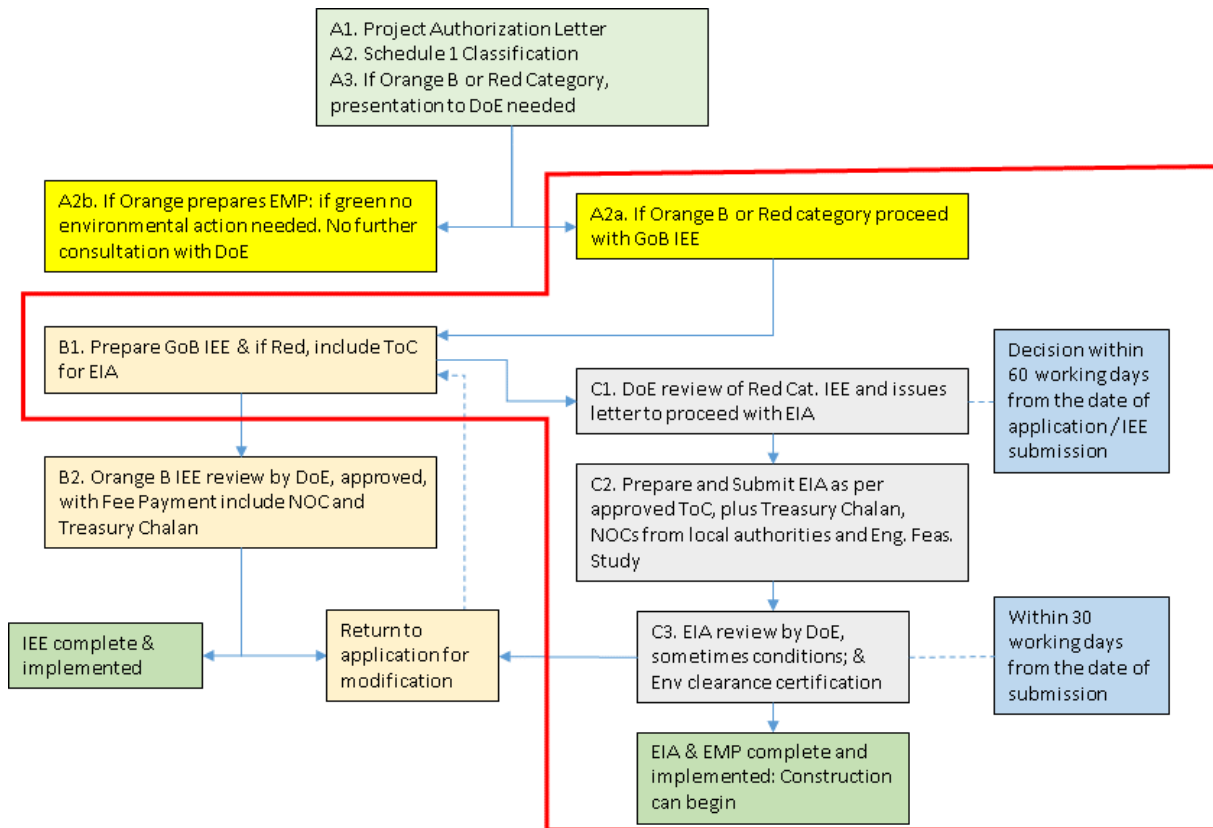 A1. Project Authorization Letter
A2. Schedule 1 Classification
A3. If Orange B or Red Category,
presentation to DoE needed
A2b. If Orange prepares EMP: if green no
environmental action needed. No further
consultation with DoE
A2a. If Orange B or Red category proceed
with GoB IEE
B1. Prepare GoB IEE & if Red, include ToC
for EIA
C1. DoE review of Red Cat. IEE and issues
letter to proceed with EIA
Decision within
60 working days
from the date of
application / IEE
submission
B2. Orange B IEE review by DoE, approved,
with Fee Payment include NOC and
Treasury Chalan
C2. Prepare and Submit EIA as per
approved ToC, plus Treasury Chalan,
NOCs from local authorities and Eng. Feas.
Study
IEE complete &
implemented
Return to
application for
modification
C3. EIA review by DoE,
sometimes conditions; &
Env clearance certification
Within 30
working days
from the date of
submission
EIA & EMP complete and
implemented: Construction
can begin